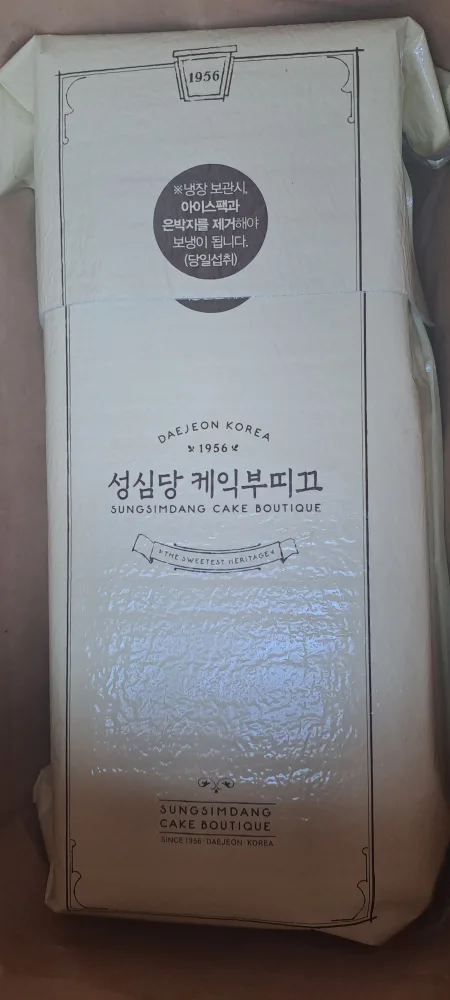 1956
※냉장 보관시,
아이스팩과
은박지를 제거해야
보냉이 됩니다.
(당일섭취)
DAEJEON KOREA
1956
성심당 케익부띠끄
SUNGSIMDANG CAKE BOUTIQUE
THE SWEETEST HERITAGE
SUNGSIMDANG
CAKE BOUTIQUE
SINCE 1956 · DAEJEON · KOREA